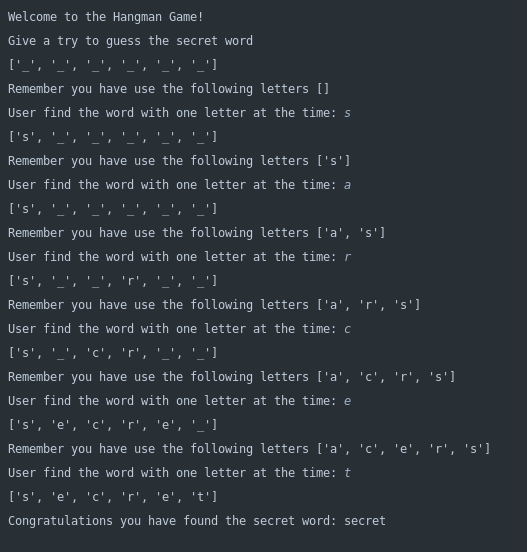 Welcome to the Hangman Game!
Give a try to guess the secret word
['_', '_', '_', '_', '_', '_']
Remember you have use the following letters []
User find the word with one letter at the time: s
['s', '_', '_', '_', '_', '_']
Remember you have use the following letters ['s']
User find the word with one letter at the time: a
['s', '_', '_', '_', '_', '_']
Remember you have use the following letters ['a', 's']
User find the word with one letter at the time: r
['s', '_', '_', 'r', '_', '_']
Remember you have use the following letters ['a', 'r', 's']
User find the word with one letter at the time: c
['s', '_', 'c', 'r', '_', '_']
Remember you have use the following letters ['a', 'c', 'r', 's']
User find the word with one letter at the time: e
['s', 'e', 'c', 'r', 'e', '_']
Remember you have use the following letters ['a', 'c', 'e', 'r', 's']
User find the word with one letter at the time: t
['s', 'e', 'c', 'r', 'e', 't']
Congratulations you have found the secret word: secret